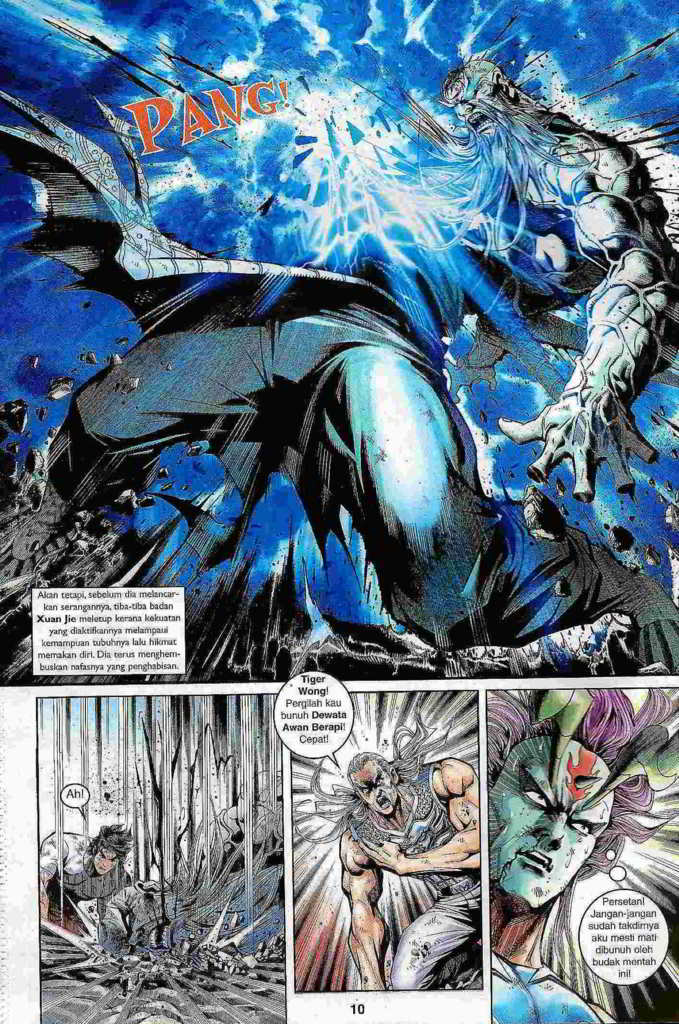 PANG!
Akan tetapi, sebelum dia melancar-
kan serangannya, tiba-tiba badan
Xuan Jie meletup kerana kekuatan
yang diaktifkannya melampaui
kemampuan tubuhnya lalu hikmat
memakan diri. Dia terus menghem-
buskan nafasnya yang penghabisan.
Ah!
Tiger
Wong!
Pergilah kau
bunuh Dewata
Awan Berapi!
Cepat!
Persetan!
Jangan-jangan
sudah takdirnya
aku mesti mati
dibunuh oleh
budak mentah
ini!
10